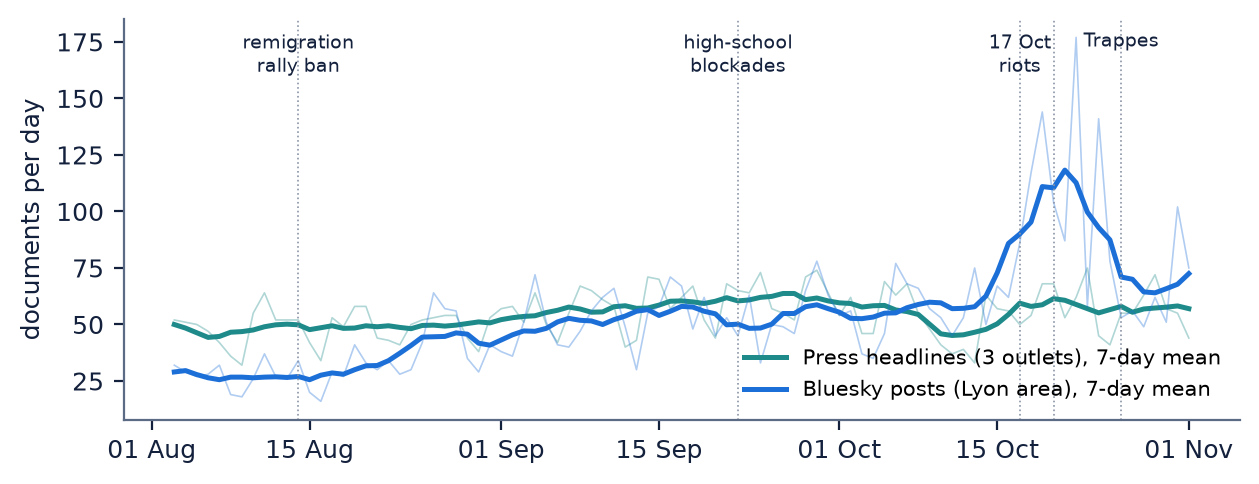 documents per day
175
150
125
100
75
50
25
remigration
rally ban
high-school
blockades
17 Oct
riots
Trappes
Press headlines (3 outlets), 7-day mean
Bluesky posts (Lyon area), 7-day mean
01 Aug
15 Aug
01 Sep
15 Sep
01 Oct
15 Oct
01 Nov